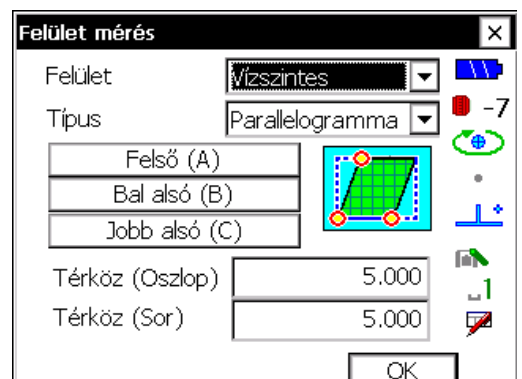 Felület mérés
Felület Vízszintes
-7
Típus Parallelogramma
Felső (A)
Bal alsó (B)
Jobb alsó (C)
Térköz (Oszlop) 5.000
1
Térköz (Sor) 5.000
OK